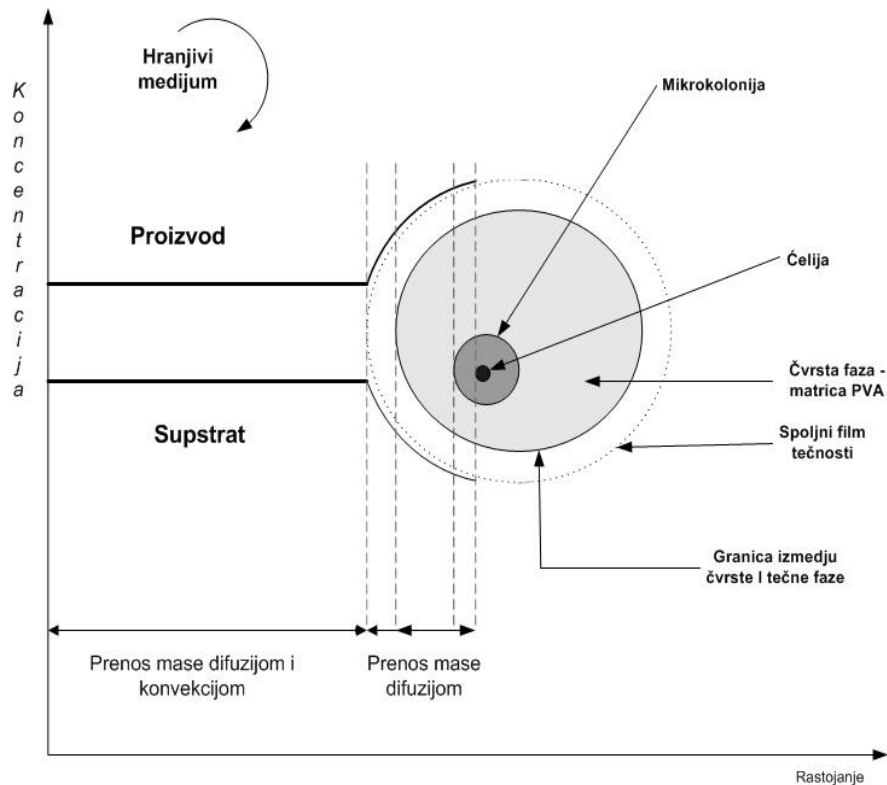 Koncentracija
Hranjivi
medijum
Mikrokolonija
Proizvod
Ćelija
Čvrsta faza -
matrica PVA
Supstrat
Spoljni film
tečnosti
Granica izmedju
čvrste I tečne faze
Prenos mase difuzijom i
konvekcijom
Prenos mase
difuzijom
Rastojanje